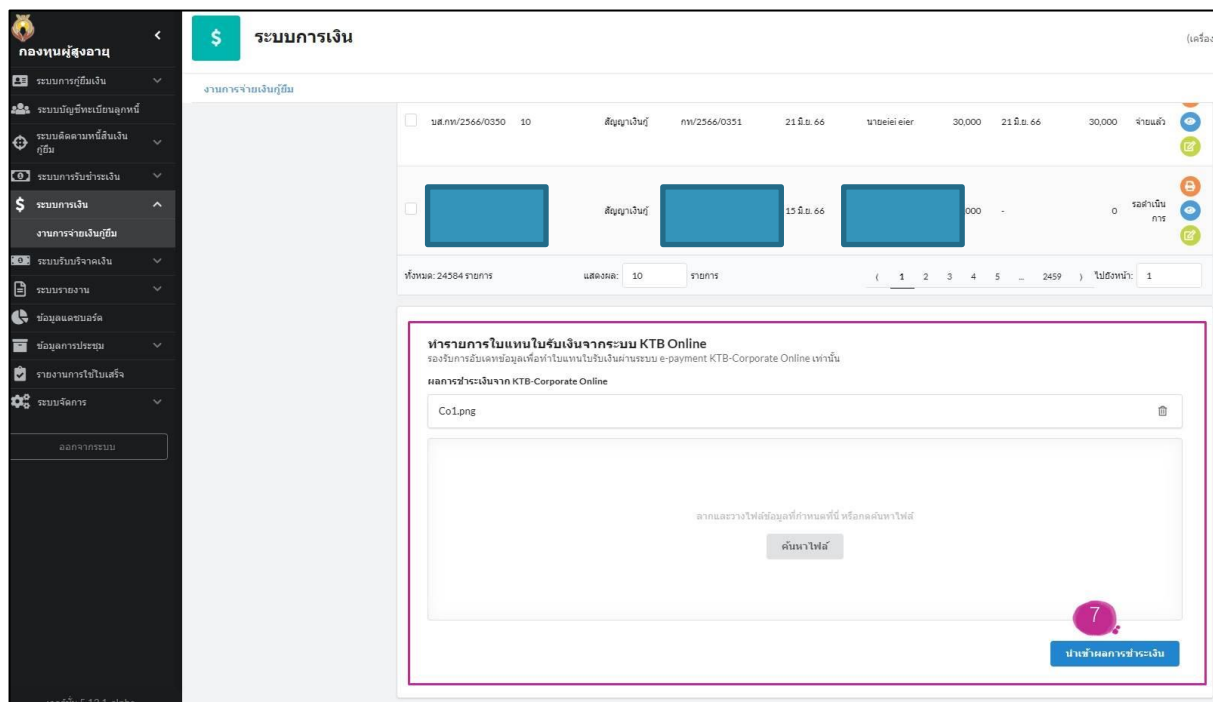 กองทุนผู้สูงอายุ
ระบบการกู้ยืมเงิน
ระบบบัญชีทะเบียนลูกหนี้
ระบบติดตามหนี้สินเงิน
กู้ยืม
ระบบการรับชำระเงิน
ระบบการเงิน
งานการจ่ายเงินกู้ยืม
ระบบรับบริจาคเงิน
ระบบรายงาน
ข้อมูลแดชบอร์ด
ข้อมูลการประชุม
รายงานการใช้ใบเสร็จ
ระบบจัดการ
ออกจากระบบ
ระบบการเงิน
งานการจ่ายเงินกู้ยืม
บส.กท/2566/0350 10 สัญญาเงินกู้ กท/2566/0351 21 มิ.ย. 66 นายeiei eier 30,000 21 มิ.ย. 66 30,000 จ่ายแล้ว
สัญญาเงินกู้ 15 มิ.ย. 66 ,000 - 0 รอดำเนิน
การ
ทั้งหมด: 24584 รายการ แสดงผล: 10 รายการ ( 1 2 3 4 5 ... 2459 ) ไปยังหน้า: 1
ทำรายการใบแทนใบรับเงินจากระบบ KTB Online
รองรับการอัปเดทข้อมูลเพื่อทำใบแทนใบรับเงินผ่านระบบ e-payment KTB-Corporate Online เท่านั้น
ผลการชำระเงินจาก KTB-Corporate Online
Co1.png
ลากและวางไฟล์ข้อมูลที่กำหนดที่นี่ หรือกดค้นหาไฟล์
ค้นหาไฟล์
7
นำเข้าผลการชำระเงิน